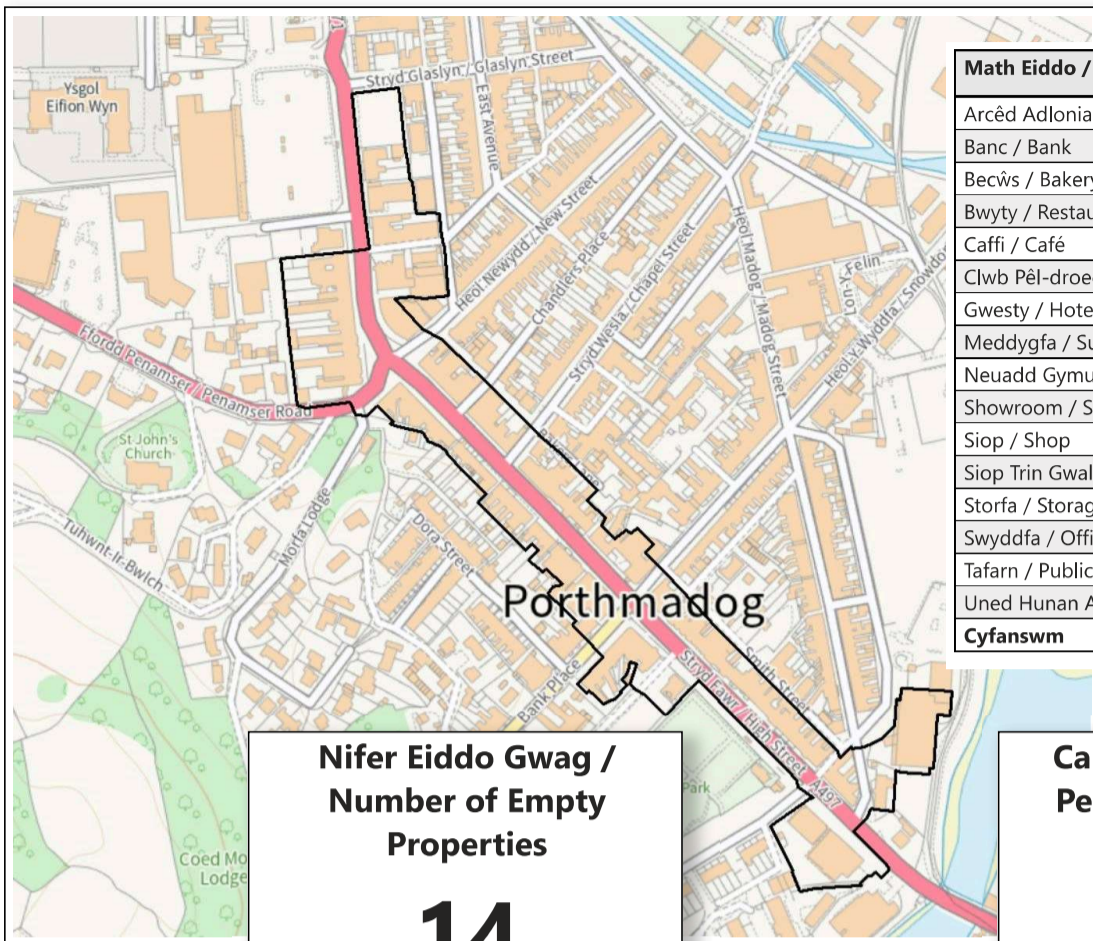 Stryd Glaslyn / Glaslyn Street
Ysgol
Eifion Wyn
East Avenue
Heol Newydd / New Street
Chandlers Place
Stryd Wesla / Chapel Street
Heol Madog / Madog Street
Lon-y-Felin
Heol Y Wyddfa / Snowdon
Ffordd Penamser / Penamser Road
St John's
Church
Morfa Lodge
Tuhwnt-Ir-Bwlch
Dora Street
Porthmadog
Bank Place
Smith Street
Stryd Fawr / High Street
A497
Park
Coed Mo
Lodge
Math Eiddo /
Arcêd Adlonia
Banc / Bank
Becŵs / Bakery
Bwyty / Restau
Caffi / Café
Clwb Pêl-droe
Gwesty / Hote
Meddygfa / Su
Neuadd Gymu
Showroom / S
Siop / Shop
Siop Trin Gwal
Storfa / Storag
Swyddfa / Offi
Tafarn / Public
Uned Hunan A
Cyfanswm
Nifer Eiddo Gwag /
Number of Empty
Properties
14
Ca
Pe